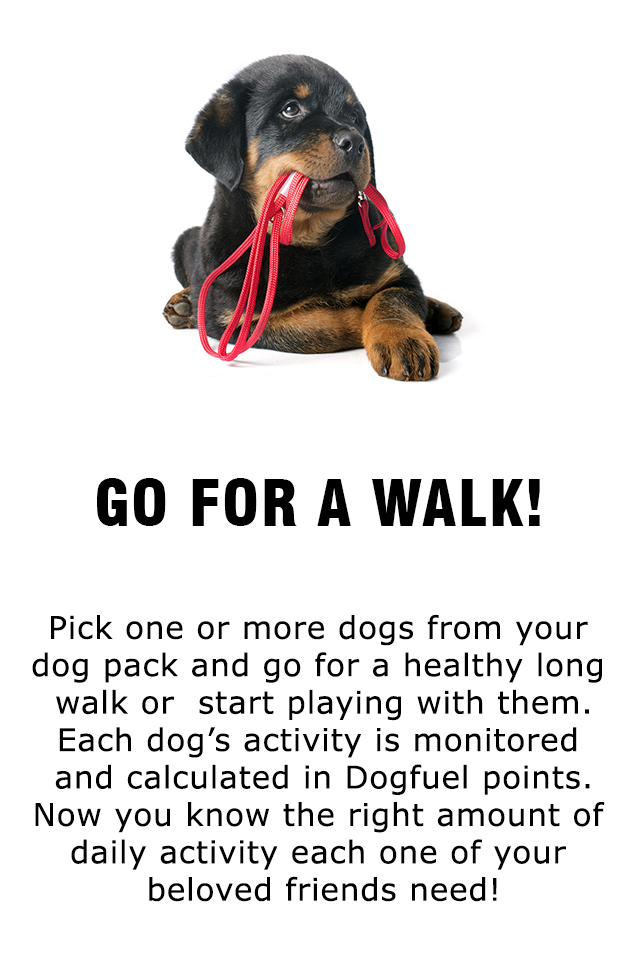 GO FOR A WALK!
Pick one or more dogs from your
dog pack and go for a healthy long
walk or  start playing with them.
Each dog’s activity is monitored
and calculated in Dogfuel points.
Now you know the right amount of
daily activity each one of your
beloved friends need!